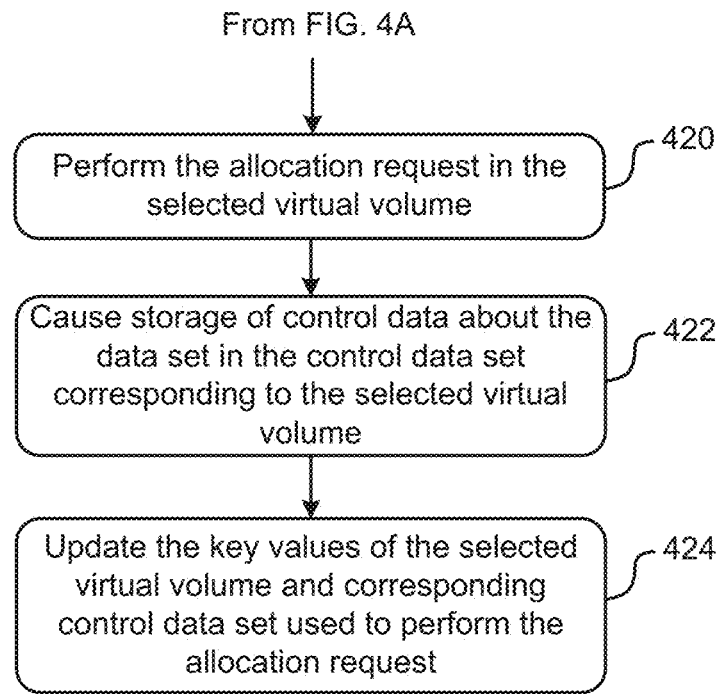 From FIG. 4A
420
Perform the allocation request in the
selected virtual volume
422
Cause storage of control data about the
data set in the control data set
corresponding to the selected virtual
volume
424
Update the key values of the selected
virtual volume and corresponding
control data set used to perform the
allocation request